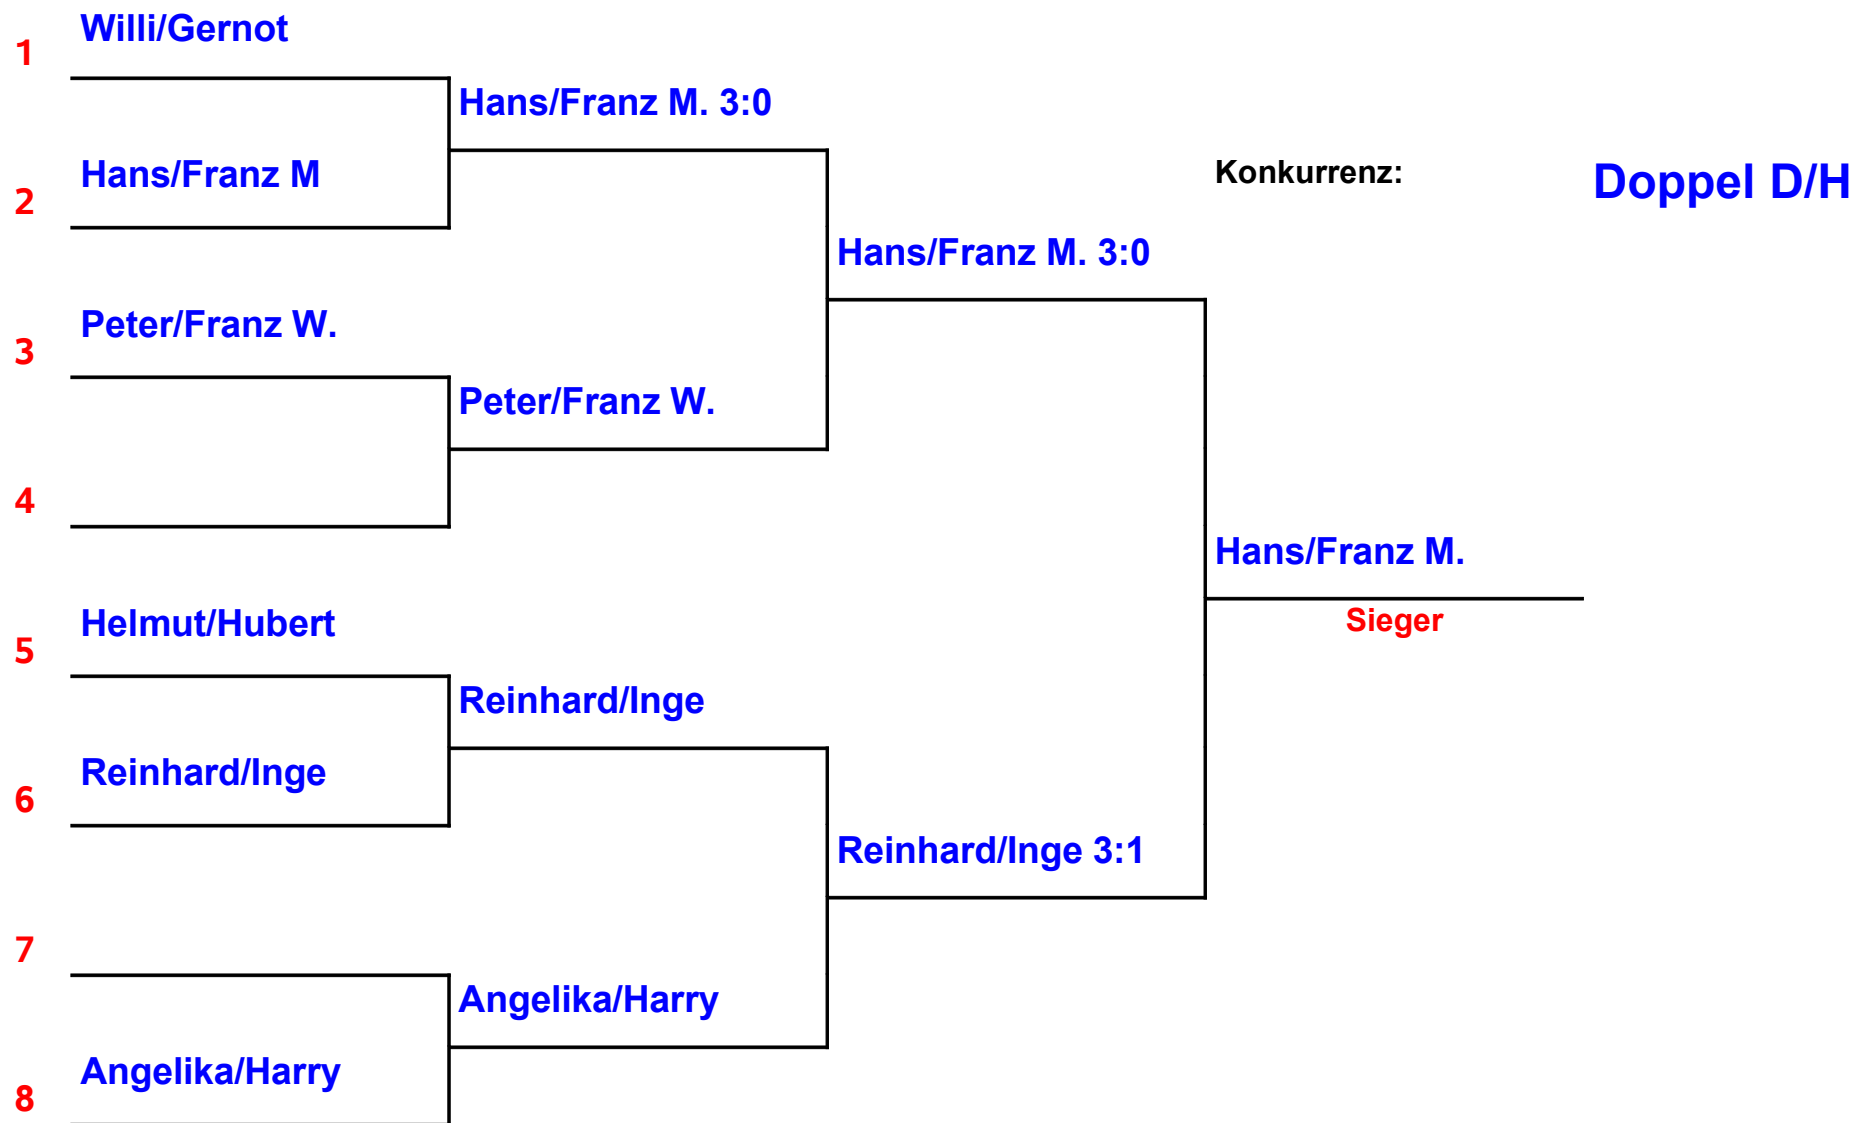 Willi/Gernot
1
Hans/Franz M. 3:0
Hans/Franz M
2
Konkurrenz:
Doppel D/H
Hans/Franz M. 3:0
Peter/Franz W.
3
Peter/Franz W.
4
Hans/Franz M.
Sieger
Helmut/Hubert
5
Reinhard/Inge
Reinhard/Inge
6
Reinhard/Inge 3:1
7
Angelika/Harry
Angelika/Harry
8